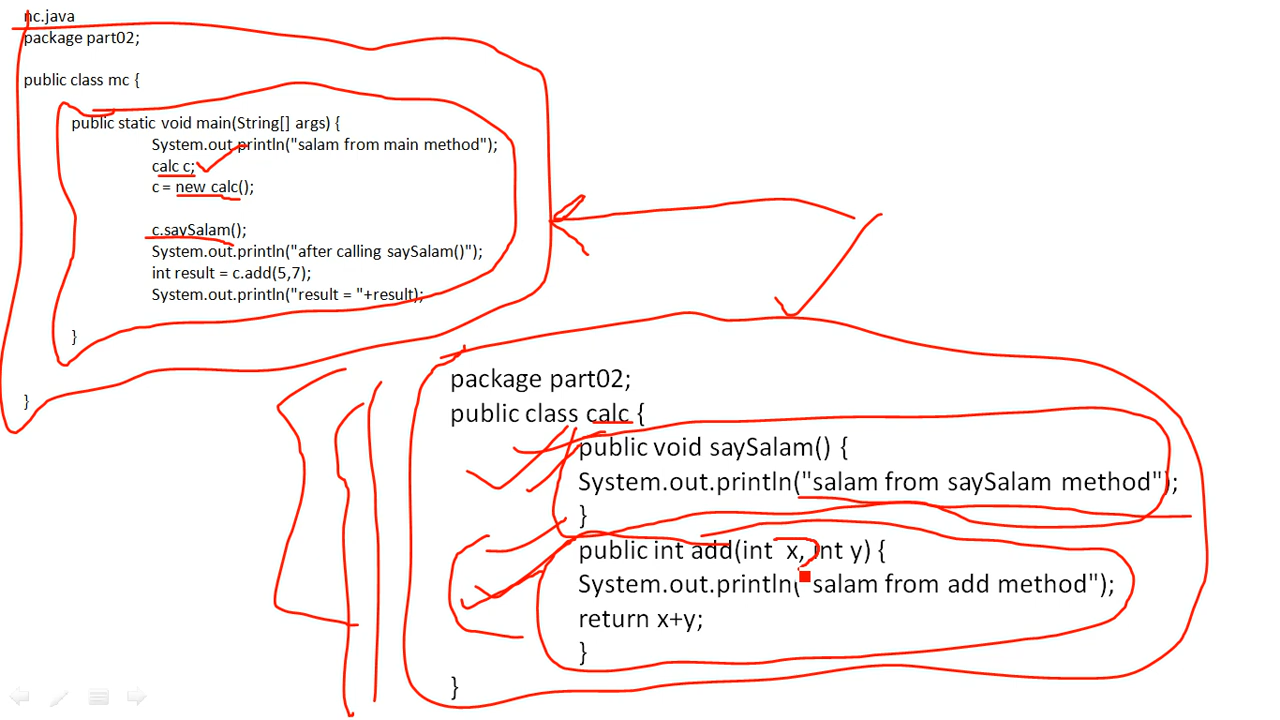 nc.java
package part02;
public class mc {
public static void main(String[] args) {
System.out.println("salam from main method");
calc c;
c = new calc();
c.saySalam();
System.out.println("after calling saySalam()");
int result = c.add(5,7);
System.out.println("result = "+result);
}
}
package part02;
public class calc {
public void saySalam() {
System.out.println("salam from saySalam method");
}
public int add(int x, int y) {
System.out.println("salam from add method");
return x+y;
}
}